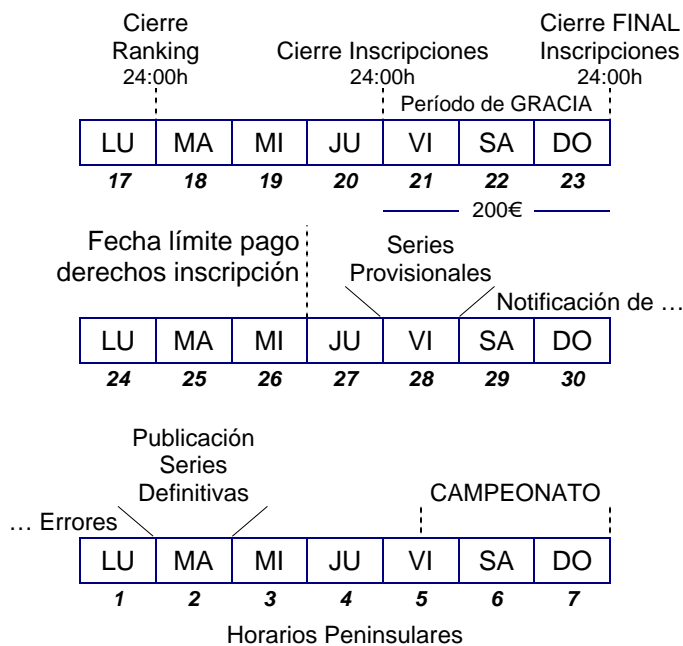 Cierre
Ranking
24:00h
Cierre Inscripciones
24:00h
Cierre FINAL
Inscripciones
24:00h
Período de GRACIA
LU MA MI JU VI SA DO
17 18 19 20 21 22 23
200€
Fecha límite pago
derechos inscripción
Series
Provisionales
Notificación de …
LU MA MI JU VI SA DO
24 25 26 27 28 29 30
Publicación
Series
Definitivas
… Errores
CAMPEONATO
LU MA MI JU VI SA DO
1 2 3 4 5 6 7
Horarios Peninsulares